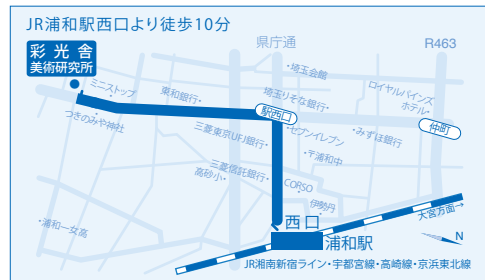 JR浦和駅西口より徒歩10分
県庁通
R463
彩光舎
美術研究所
・埼玉会館
ミニストップ
東和銀行・
埼玉りそな銀行・
ロイヤルパインズ
ホテル・
駅西口
仲町
つきのみや神社
三菱東京UFJ銀行・
・セブンイレブン
・みずほ銀行
・〒浦和中
三菱信託銀行・
高砂小・
CORSO
・伊勢丹
・浦和一女高
西口
大宮方面→
浦和駅
N
JR湘南新宿ライン・宇都宮線・高崎線・京浜東北線